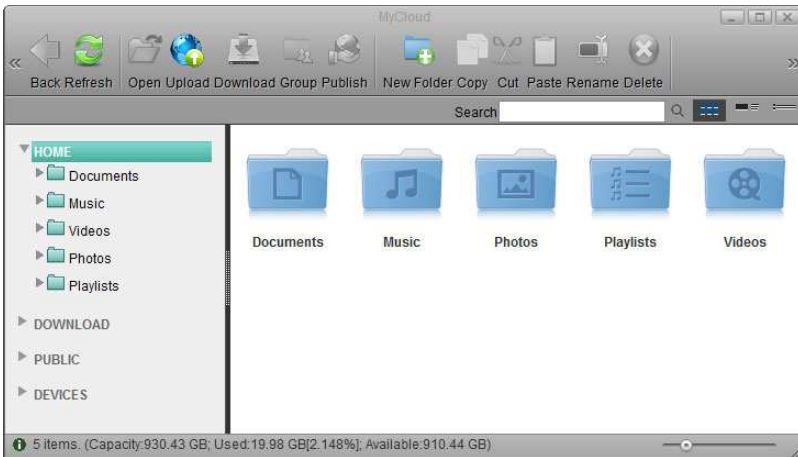 MyCloud
« Back Refresh Open Upload Download Group Publish New Folder Copy Cut Paste Rename Delete »
Search
HOME
Documents
Music
Videos
Photos
Playlists
DOWNLOAD
PUBLIC
DEVICES
Documents Music Photos Playlists Videos
5 items. (Capacity:930.43 GB; Used:19.98 GB[2.148%]; Available:910.44 GB)